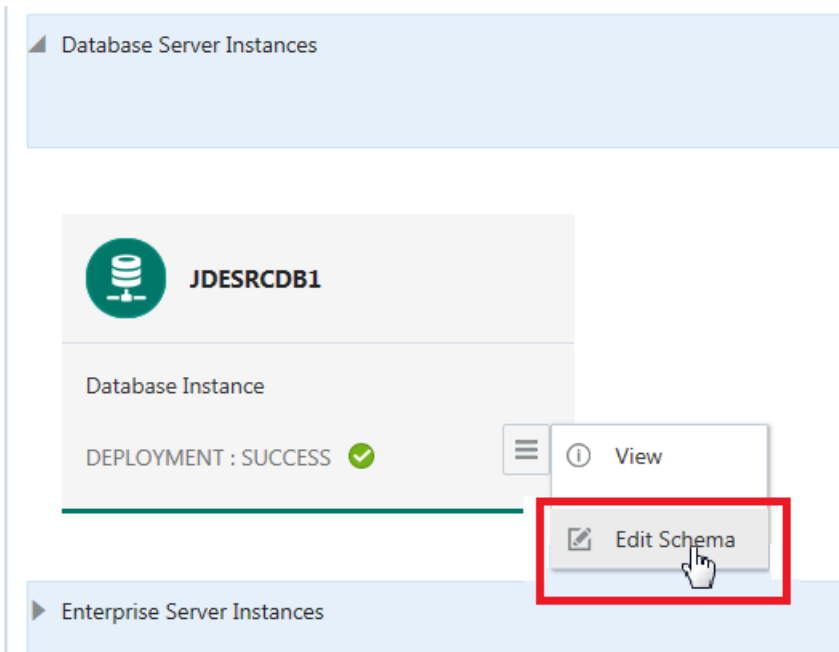 Database Server Instances
JDESRCDB1
Database Instance
DEPLOYMENT : SUCCESS
View
Edit Schema
Enterprise Server Instances